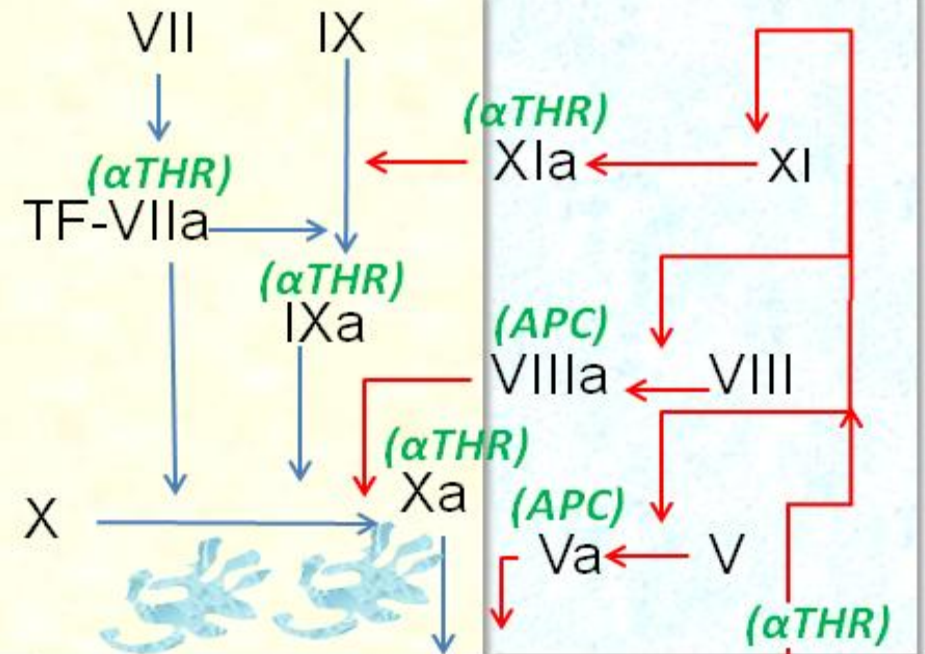 VII IX
(αTHR)
XIa XI
(αTHR)
TF-VIIa
(αTHR)
IXa
(APC)
VIIIa VIII
(αTHR)
Xa
X
(APC)
Va V
(αTHR)